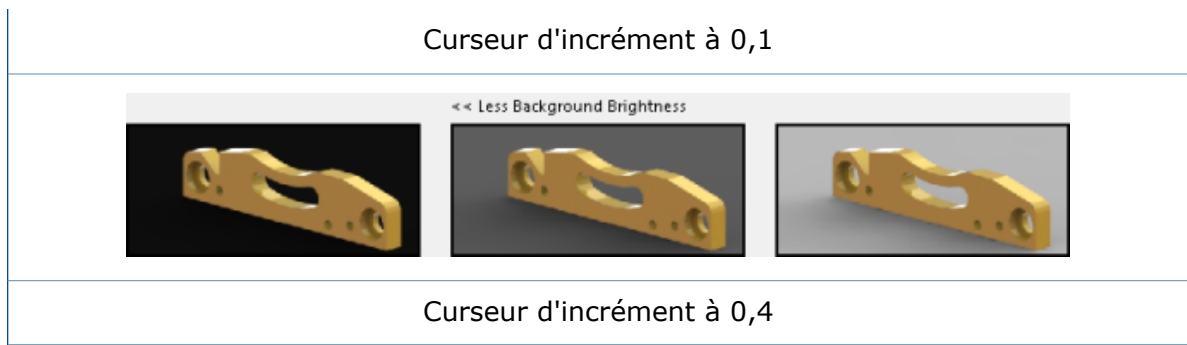 Curseur d'incrément à 0,1
<< Less Background Brightness
Curseur d'incrément à 0,4